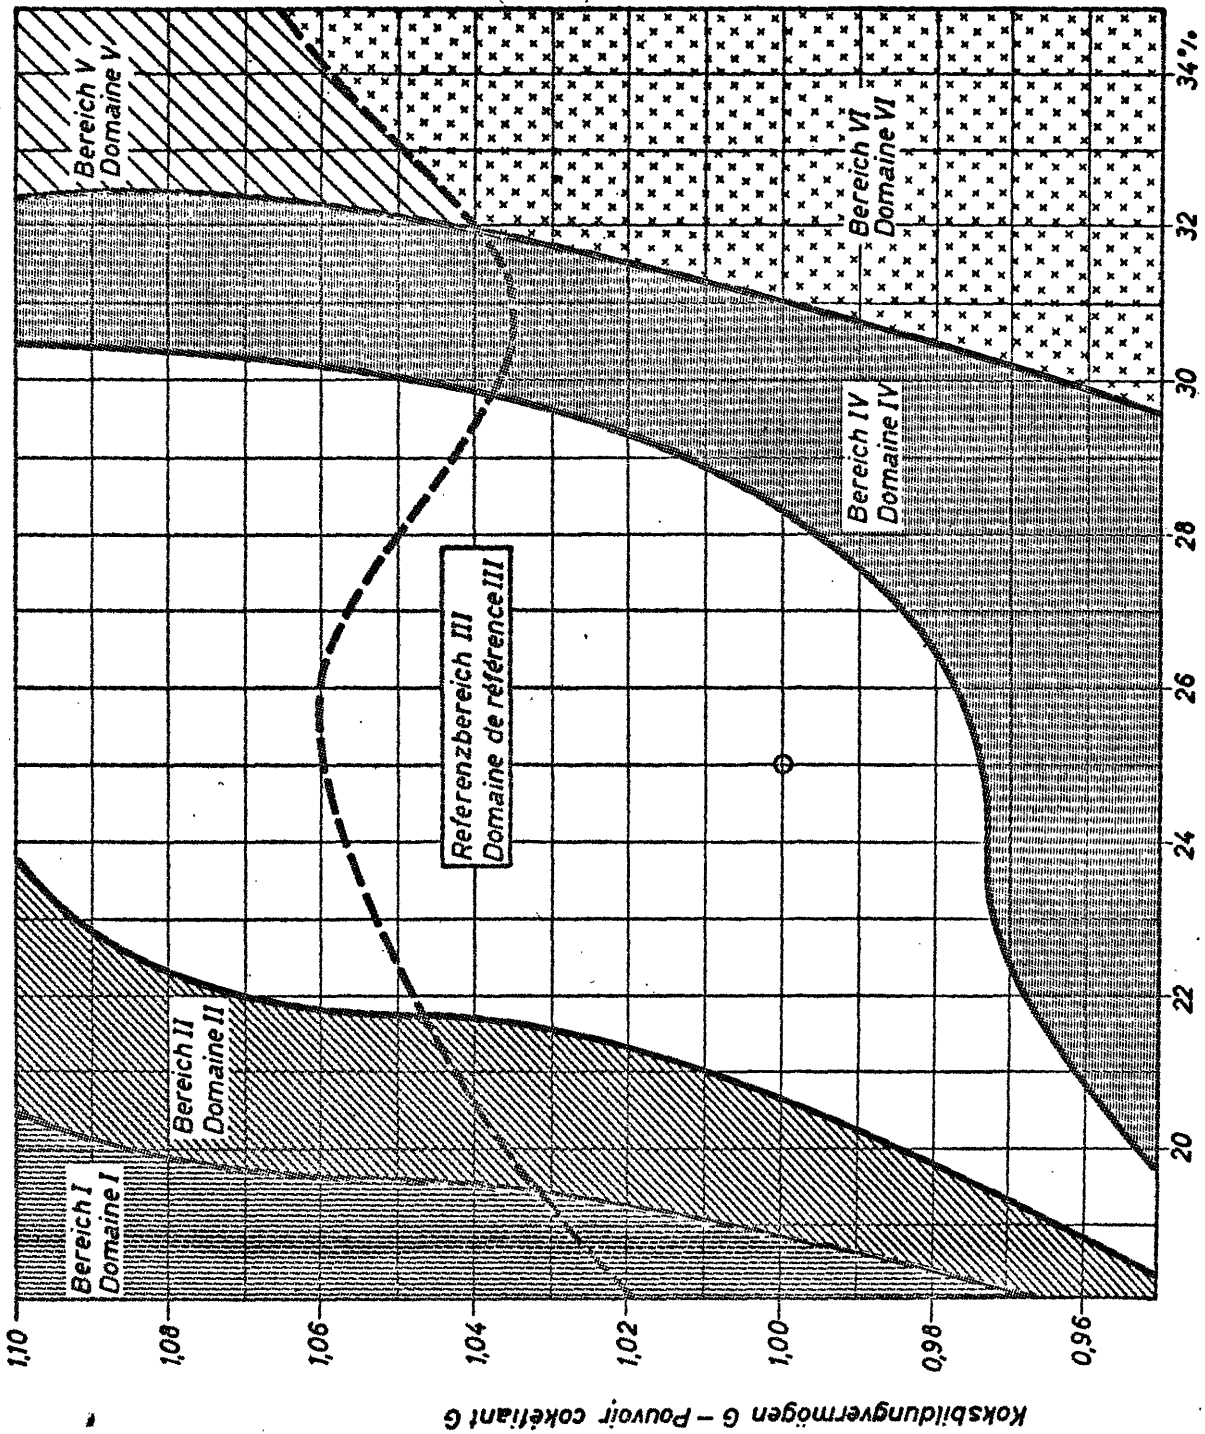 Bereich I
Domaine I
Bereich II
Domaine II
Referenzbereich III
Domaine de référence III
Bereich IV
Domaine IV
Bereich V
Domaine V
Bereich VI
Domaine VI
1,10
1,08
1,06
1,04
1,02
1,00
0,98
0,96
20
22
24
26
28
30
32
34 %
Koksbildungvermögen G – Pouvoir cokéfiant G